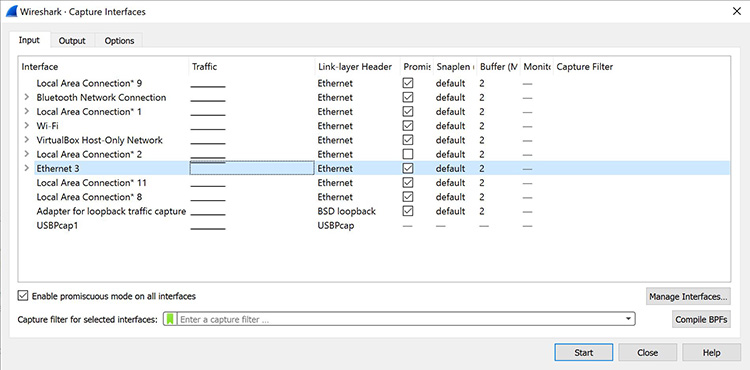 Wireshark · Capture Interfaces
Input Output Options
Interface Traffic Link-layer Header Promis Snaplen ( Buffer (M Monito Capture Filter
Local Area Connection* 9 Ethernet default 2 —
Bluetooth Network Connection Ethernet default 2 —
Local Area Connection* 1 Ethernet default 2 —
Wi-Fi Ethernet default 2 —
VirtualBox Host-Only Network Ethernet default 2 —
Local Area Connection* 2 Ethernet default 2 —
Ethernet 3 Ethernet default 2 —
Local Area Connection* 11 Ethernet default 2 —
Local Area Connection* 8 Ethernet default 2 —
Adapter for loopback traffic capture BSD loopback default 2 —
USBPcap1 USBPcap — — — —
Enable promiscuous mode on all interfaces Manage Interfaces...
Capture filter for selected interfaces: Enter a capture filter ... Compile BPFs
Start Close Help